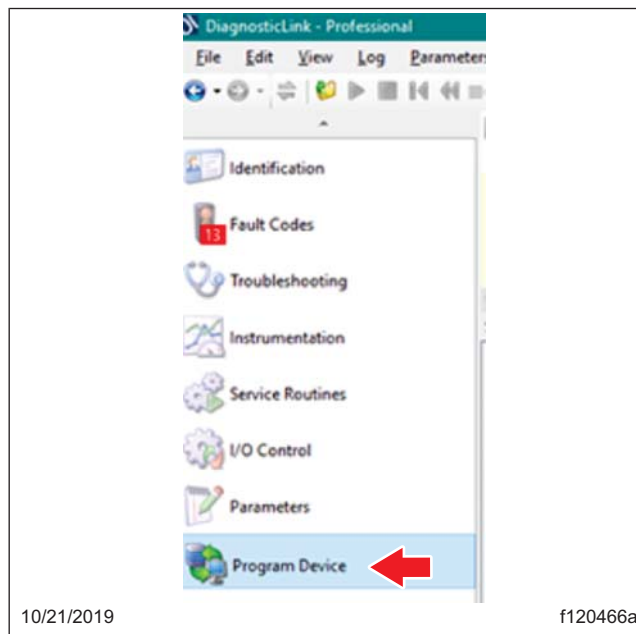 DiagnosticLink - Professional
File Edit View Log Parameters
Identification
13
Fault Codes
Troubleshooting
Instrumentation
Service Routines
I/O Control
Parameters
Program Device
10/21/2019 f120466a